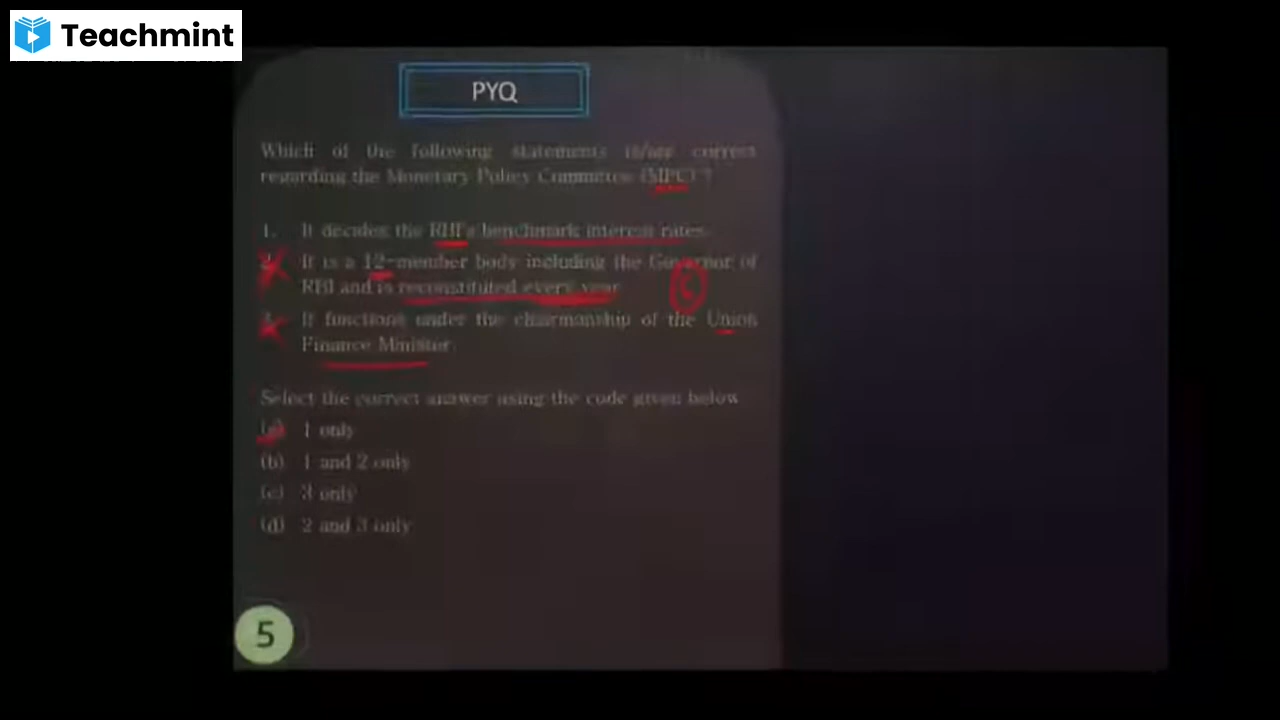 Teachmint
PYQ
Which of the following statements is/are correct
regarding the Monetary Policy Committee (MPC) ?
1. It decides the RBI's benchmark interest rates.
2. It is a 12-member body including the Governor of
RBI and is reconstituted every year.
3. It functions under the chairmanship of the Union
Finance Minister.
Select the correct answer using the code given below
(a) 1 only
(b) 1 and 2 only
(c) 3 only
(d) 2 and 3 only
5